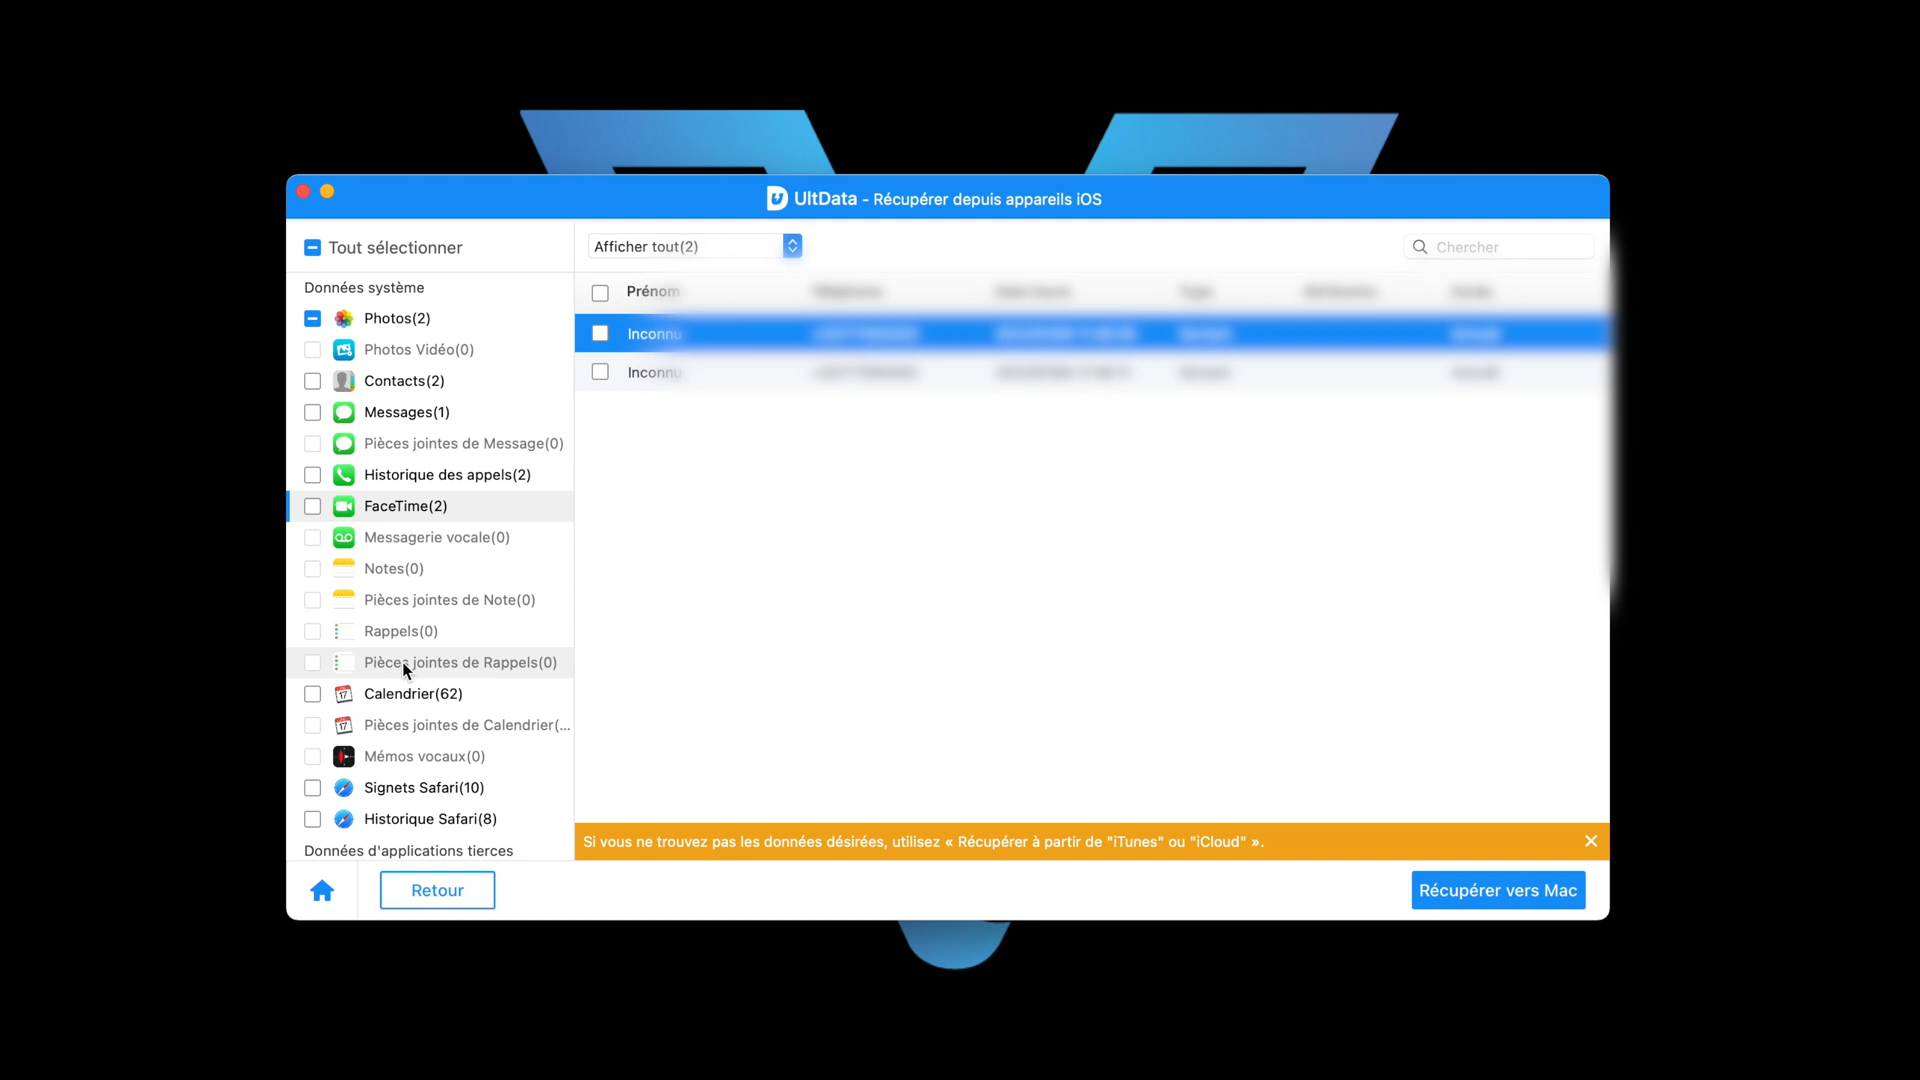 UltData - Récupérer depuis appareils iOS
Tout sélectionner
Afficher tout(2)
Chercher
Données système
Photos(2)
Photos Vidéo(0)
Contacts(2)
Messages(1)
Pièces jointes de Message(0)
Historique des appels(2)
FaceTime(2)
Messagerie vocale(0)
Notes(0)
Pièces jointes de Note(0)
Rappels(0)
Pièces jointes de Rappels(0)
Calendrier(62)
Pièces jointes de Calendrier(...
Mémos vocaux(0)
Signets Safari(10)
Historique Safari(8)
Données d'applications tierces
Prénom
Inconnu
Inconnu
Si vous ne trouvez pas les données désirées, utilisez « Récupérer à partir de "iTunes" ou "iCloud" ».
Retour
Récupérer vers Mac